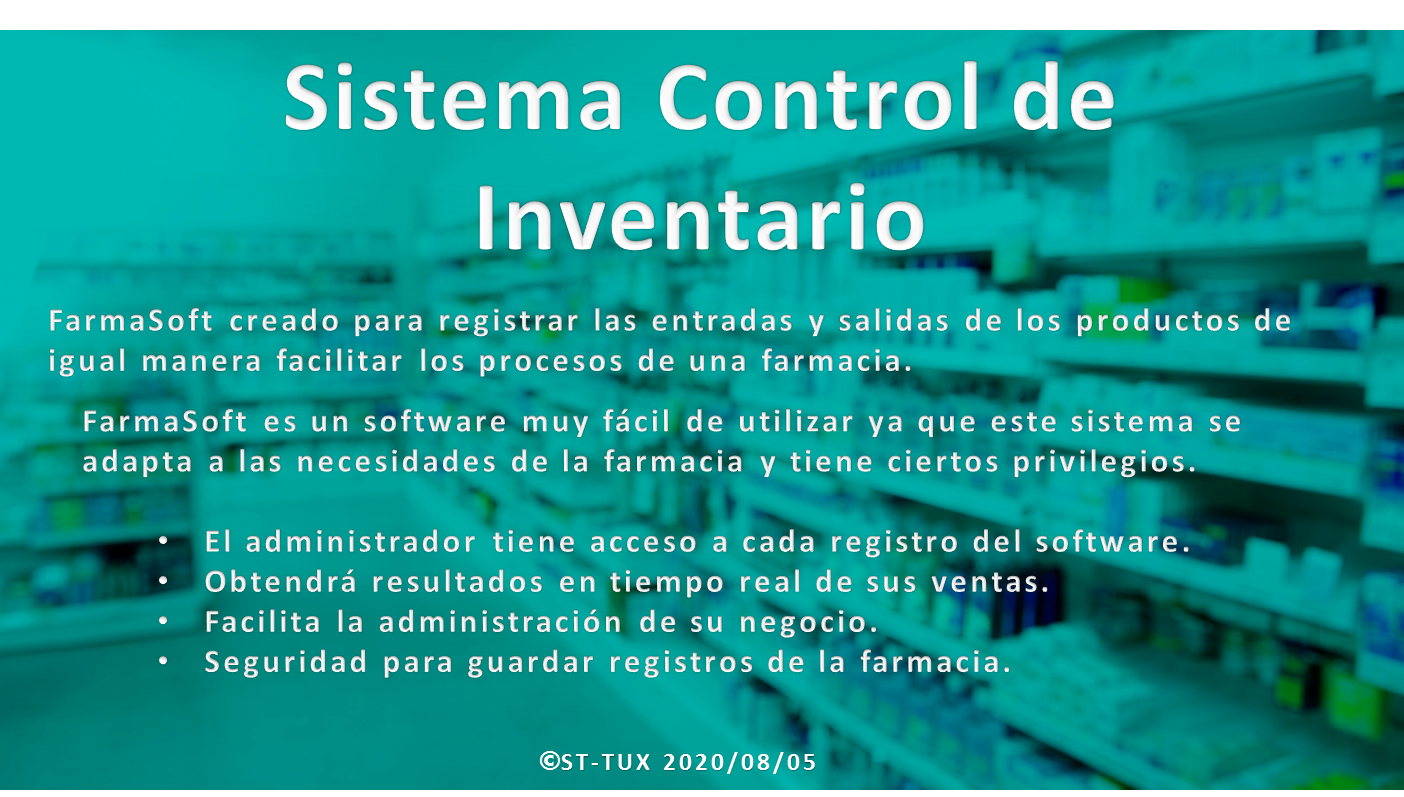 Sistema Control de
Inventario
FarmaSoft creado para registrar las entradas y salidas de los productos de
igual manera facilitar los procesos de una farmacia.
FarmaSoft es un software muy fácil de utilizar ya que este sistema se
adapta a las necesidades de la farmacia y tiene ciertos privilegios.
• El administrador tiene acceso a cada registro del software.
• Obtendrá resultados en tiempo real de sus ventas.
• Facilita la administración de su negocio.
• Seguridad para guardar registros de la farmacia.
©ST-TUX 2020/08/05